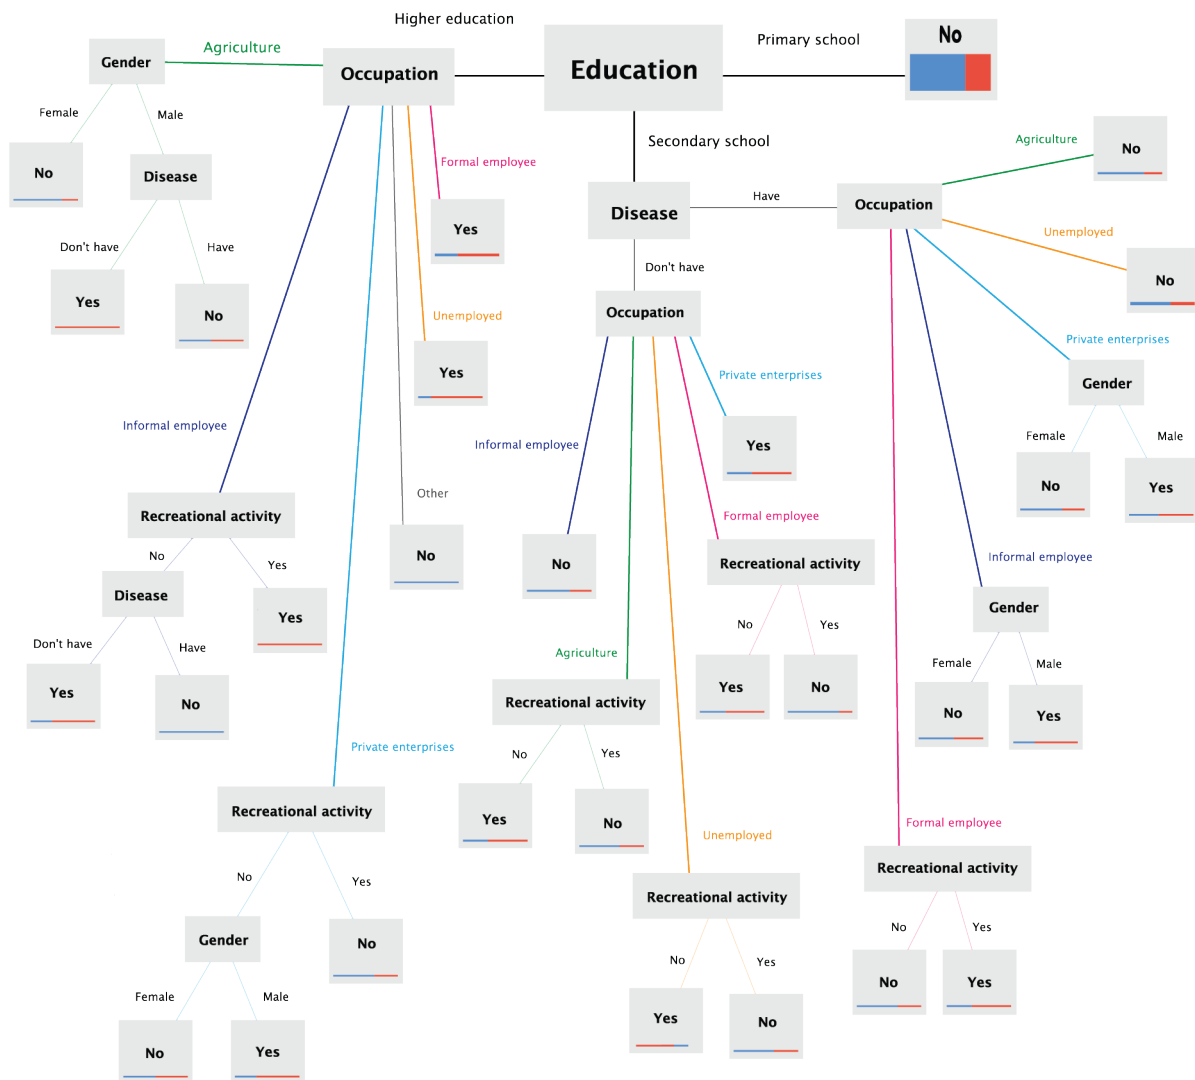 Higher education
No
Education
Primary school
Agriculture
Gender
Occupation
Female
Male
Secondary school
Agriculture
No
Formal employee
No
Disease
Have
Occupation
Disease
Yes
Unemployed
Don't have
Have
Don't have
No
Yes
No
Occupation
Unemployed
Private enterprises
Yes
Private enterprises
Gender
Informal employee
Informal employee
Yes
Female
Male
Other
No
Yes
Recreational activity
Formal employee
No
Yes
No
No
Informal employee
Disease
Recreational activity
Yes
Gender
Don't have
Have
No
Yes
Agriculture
Female
Male
Yes
No
Yes
No
Recreational activity
No
Yes
Private enterprises
No
Yes
Recreational activity
Yes
No
Unemployed
Formal employee
No
Yes
Recreational activity
Recreational activity
Gender
No
No
Yes
No
Yes
Female
Male
No
Yes
Yes
No
No
Yes